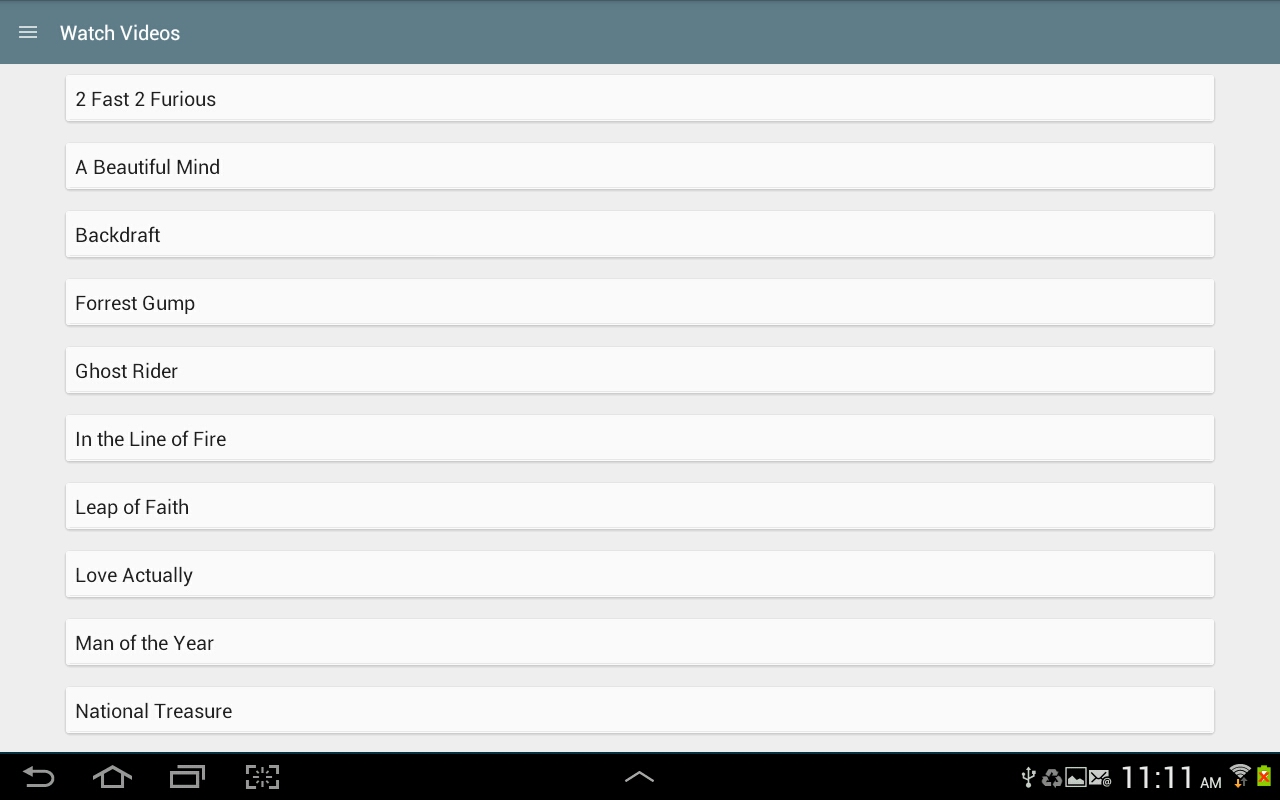 Watch Videos
2 Fast 2 Furious
A Beautiful Mind
Backdraft
Forrest Gump
Ghost Rider
In the Line of Fire
Leap of Faith
Love Actually
Man of the Year
National Treasure
11:11 AM